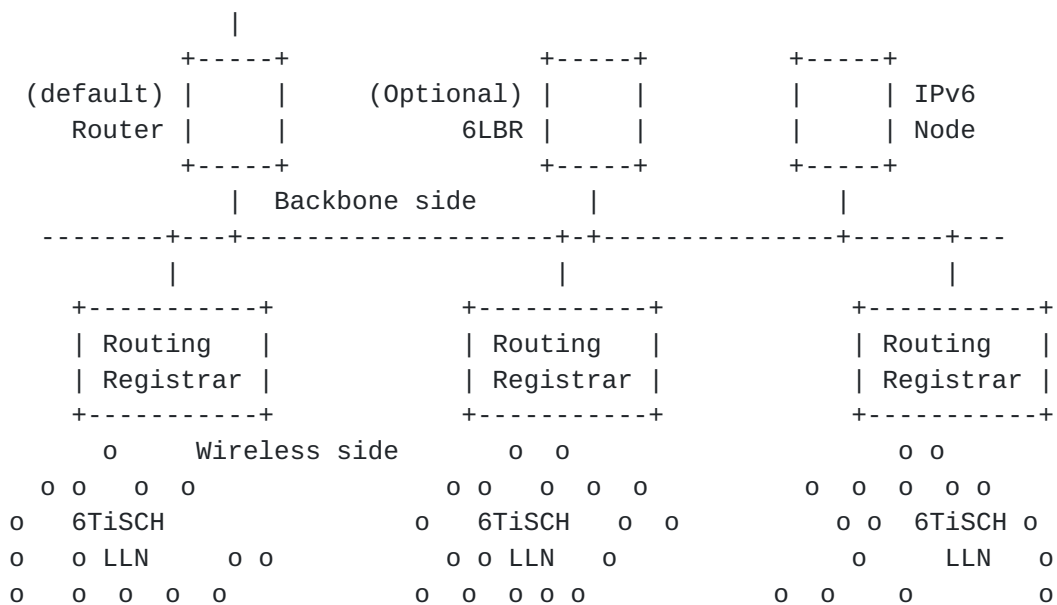 (default) (Optional) IPv6
Router 6LBR Node
Backbone side
Routing Routing Routing
Registrar Registrar Registrar
o Wireless side o o o o
o o o o o o o o o o o o o o
o 6TiSCH o 6TiSCH o o o o 6TiSCH o
o o LLN o o o o LLN o o LLN o
o o o o o o o o o o o o o o